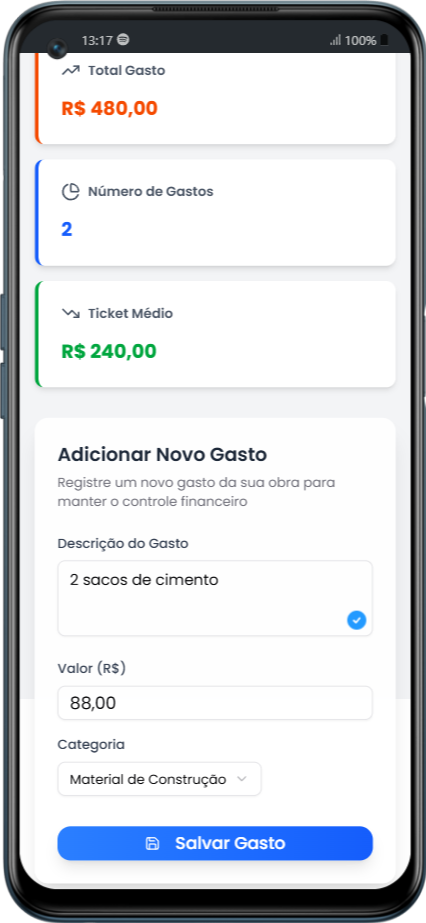 13:17 100%
Total Gasto
R$ 480,00
Número de Gastos
2
Ticket Médio
R$ 240,00
Adicionar Novo Gasto
Registre um novo gasto da sua obra para
manter o controle financeiro
Descrição do Gasto
2 sacos de cimento
Valor (R$)
88,00
Categoria
Material de Construção
Salvar Gasto